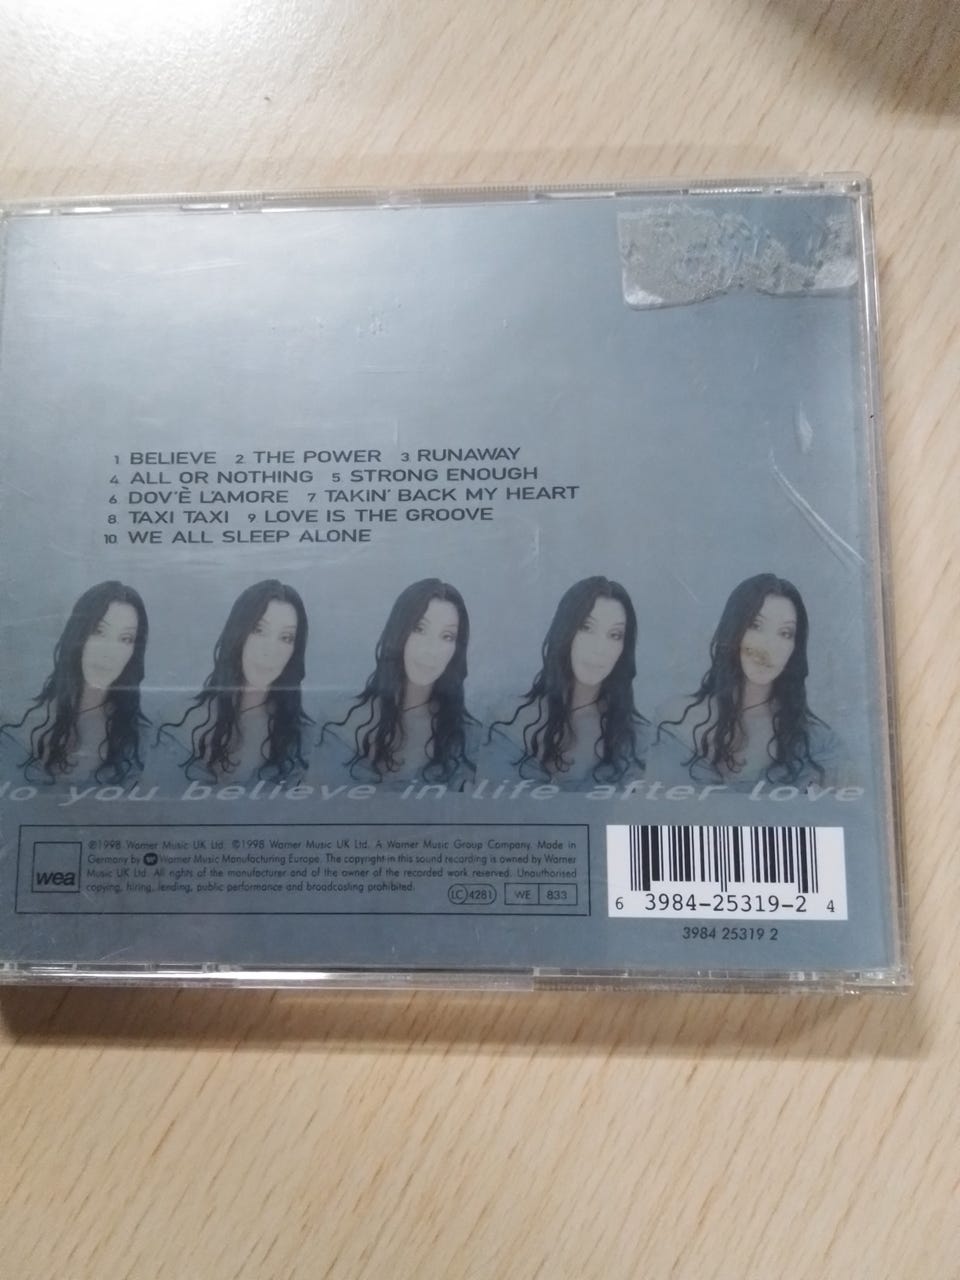 1 BELIEVE 2 THE POWER 3 RUNAWAY
4 ALL OR NOTHING 5 STRONG ENOUGH
6 DOV'È L'AMORE 7 TAKIN' BACK MY HEART
8 TAXI TAXI 9 LOVE IS THE GROOVE
10 WE ALL SLEEP ALONE
do you believe in life after love
wea
℗1998 Warner Music UK Ltd. ©1998 Warner Music UK Ltd. A Warner Music Group Company. Made in
Germany by Warner Music Manufacturing Europe. The copyright in this sound recording is owned by Warner
Music UK Ltd. All rights of the manufacturer and of the owner of the recorded work reserved. Unauthorised
copying, hiring, lending, public performance and broadcasting prohibited.
LC 4281 WE 833
6 3984-25319-2 4
3984 25319 2